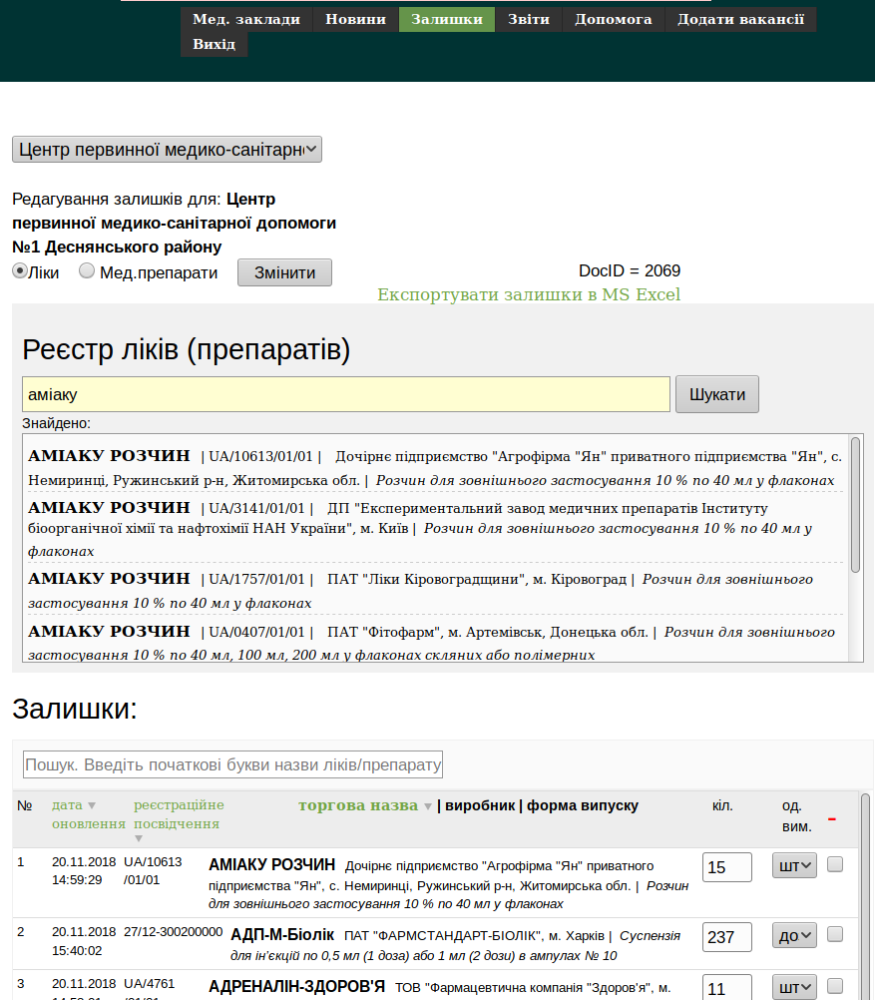 Мед. заклади Новини Залишки Звіти Допомога Додати вакансії
Вихід
Центр первинної медико-санітарн
Редагування залишків для: Центр
первинної медико-санітарної допомоги
№1 Деснянського району
Ліки Мед.препарати Змінити
DocID = 2069
Експортувати залишки в MS Excel
Реєстр ліків (препаратів)
аміаку Шукати
Знайдено:
АМІАКУ РОЗЧИН | UA/10613/01/01 | Дочірнє підприємство "Агрофірма "Ян" приватного підприємства "Ян", с.
Немиринці, Ружинський р-н, Житомирська обл. | Розчин для зовнішнього застосування 10 % по 40 мл у флаконах
АМІАКУ РОЗЧИН | UA/3141/01/01 | ДП "Експериментальний завод медичних препаратів Інституту
біоорганічної хімії та нафтохімії НАН України", м. Київ | Розчин для зовнішнього застосування 10 % по 40 мл у
флаконах
АМІАКУ РОЗЧИН | UA/1757/01/01 | ПАТ "Ліки Кіровоградщини", м. Кіровоград | Розчин для зовнішнього
застосування 10 % по 40 мл у флаконах
АМІАКУ РОЗЧИН | UA/0407/01/01 | ПАТ "Фітофарм", м. Артемівськ, Донецька обл. | Розчин для зовнішнього
застосування 10 % по 40 мл, 100 мл, 200 мл у флаконах скляних або полімерних
Залишки:
Пошук. Введіть початкові букви назви ліків/препарату
№ дата ▼ реєстраційне торгова назва ▼ | виробник | форма випуску кіл. од.
оновлення посвідчення вим. –
▼
1 20.11.2018 UA/10613 АМІАКУ РОЗЧИН Дочірнє підприємство "Агрофірма "Ян" приватного 15 шт
14:59:29 /01/01 підприємства "Ян", с. Немиринці, Ружинський р-н, Житомирська обл. | Розчин
для зовнішнього застосування 10 % по 40 мл у флаконах
2 20.11.2018 27/12-300200000 АДП-М-Біолік ПАТ "ФАРМСТАНДАРТ-БІОЛІК", м. Харків | Суспензія 237 до
15:40:02 для ін'єкцій по 0,5 мл (1 доза) або 1 мл (2 дози) в ампулах № 10
3 20.11.2018 UA/4761 АДРЕНАЛІН-ЗДОРОВ'Я ТОВ "Фармацевтична компанія "Здоров'я", м. 11 шт